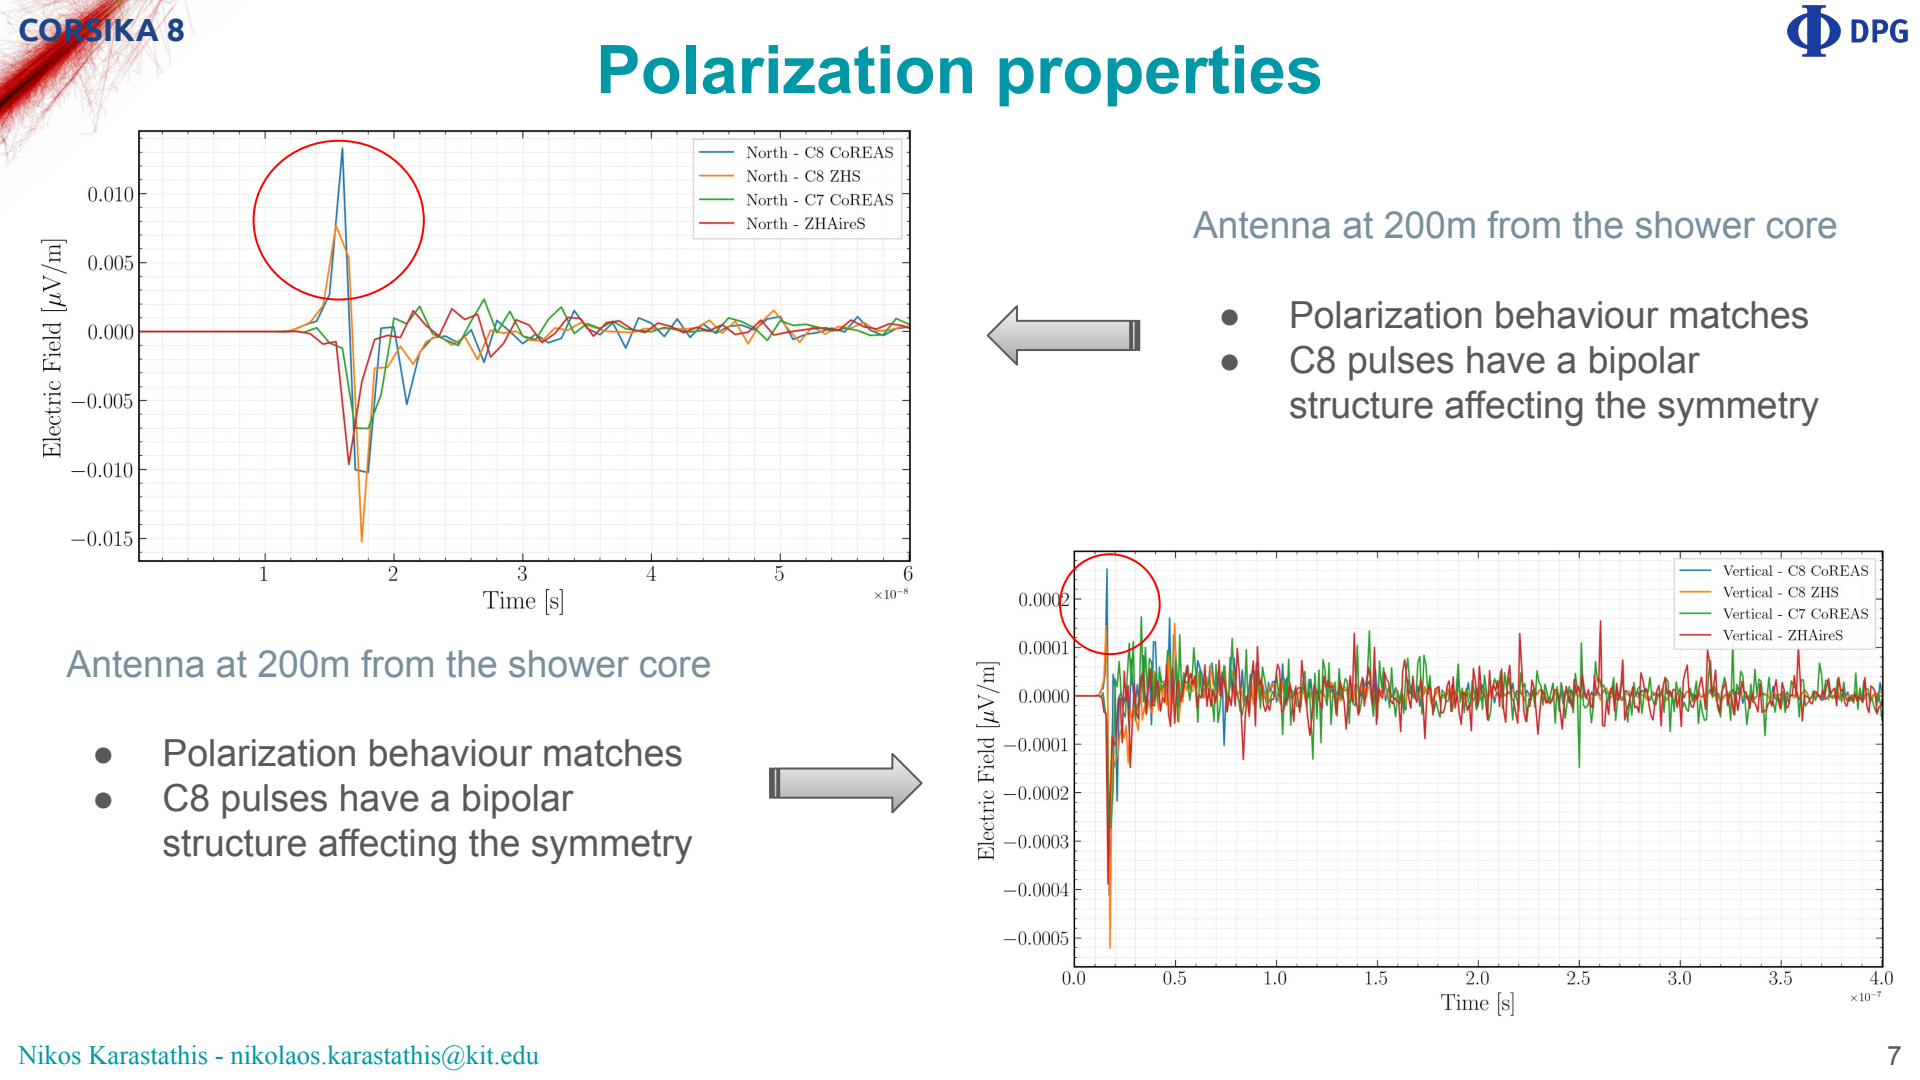 CORSIKA 8
DPG
Polarization properties
North - C8 CoREAS
North - C8 ZHS
North - C7 CoREAS
North - ZHAireS
0.010
0.005
0.000
−0.005
−0.010
−0.015
Electric Field [μV/m]
1 2 3 4 5 6
Time [s]
×10⁻⁸
Antenna at 200m from the shower core
● Polarization behaviour matches
● C8 pulses have a bipolar
structure affecting the symmetry
Antenna at 200m from the shower core
● Polarization behaviour matches
● C8 pulses have a bipolar
structure affecting the symmetry
Vertical - C8 CoREAS
Vertical - C8 ZHS
Vertical - C7 CoREAS
Vertical - ZHAireS
0.0002
0.0001
0.0000
−0.0001
−0.0002
−0.0003
−0.0004
−0.0005
Electric Field [μV/m]
0.0 0.5 1.0 1.5 2.0 2.5 3.0 3.5 4.0
Time [s]
×10⁻⁷
Nikos Karastathis - nikolaos.karastathis@kit.edu
7